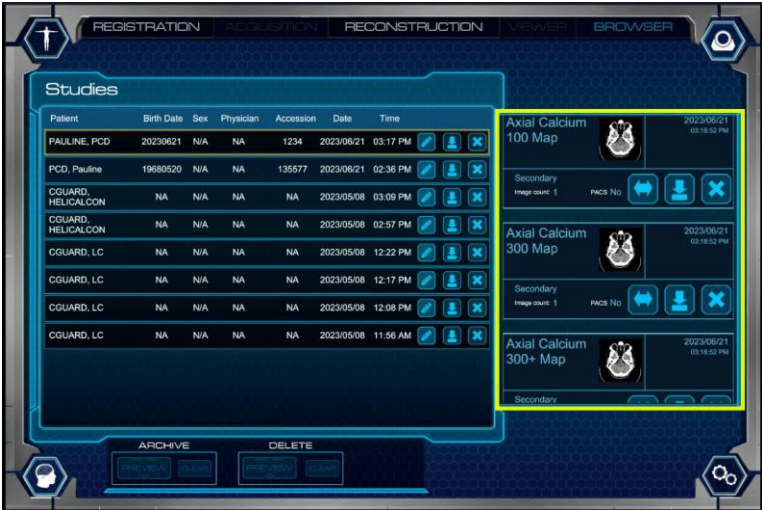 REGISTRATION ACQUISITION RECONSTRUCTION VIEWER BROWSER
Studies
Patient Birth Date Sex Physician Accession Date Time
PAULINE, PCD 20230621 N/A NA 1234 2023/06/21 03:17 PM
PCD, Pauline 19680520 N/A NA 135577 2023/06/21 02:36 PM
CGUARD,
HELICALCON NA N/A NA NA 2023/05/08 03:09 PM
CGUARD,
HELICALCON NA N/A NA NA 2023/05/08 02:57 PM
CGUARD, LC NA N/A NA NA 2023/05/08 12:22 PM
CGUARD, LC NA N/A NA NA 2023/05/08 12:17 PM
CGUARD, LC NA N/A NA NA 2023/05/08 12:08 PM
CGUARD, LC NA N/A NA NA 2023/05/08 11:56 AM
Axial Calcium 2023/06/21
100 Map 03:18:52 PM
Secondary
Image count: 1 PACS No
Axial Calcium 2023/06/21
300 Map 03:18:52 PM
Secondary
Image count: 1 PACS No
Axial Calcium 2023/06/21
300+ Map 03:18:52 PM
Secondary
ARCHIVE DELETE
PREVIEW CLEAR PREVIEW CLEAR